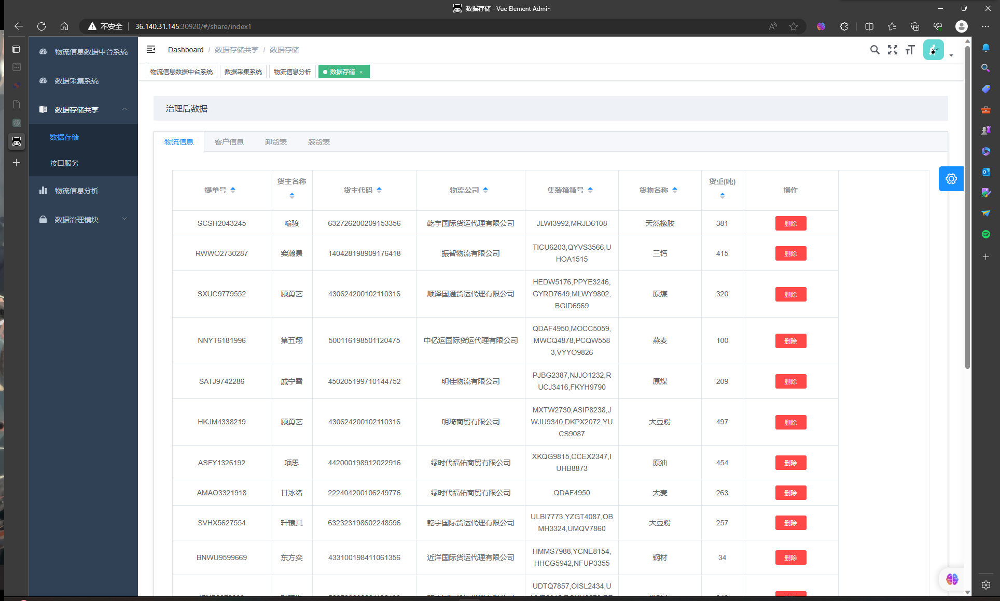 数据存储 - Vue Element Admin
不安全
36.140.31.145:30920/#/share/index1
物流信息数据中台系统
数据采集系统
数据存储共享
数据存储
接口服务
物流信息分析
数据治理模块
Dashboard / 数据存储共享 / 数据存储
物流信息数据中台系统 数据采集系统 物流信息分析 数据存储 ×
治理后数据
物流信息 客户信息 卸货表 装货表
提单号 货主名称 货主代码 物流公司 集装箱箱号 货物名称 货重(吨) 操作
SCSH2043245 喻骏 632726200209153356 乾宇国际货运代理有限公司 JLWI3992,MRJD6108 天然橡胶 381 删除
RWWO2730287 窦瀚景 140428198909176418 振智物流有限公司 TICU6203,QYVS3566,U
HOA1515 三钙 415 删除
SXUC9779552 顾勇艺 430624200102110316 顺泽国通货运代理有限公司 HEDW5176,PPYE3246,
GYRD7649,MLWY9802,
BGID6569 原煤 320 删除
NNYT6181996 第五翔 500116198501120475 中亿运国际货运代理有限公司 QDAF4950,MOCC5059,
MWCQ4878,PCQW558
3,VYYO9826 燕麦 100 删除
SATJ9742286 戚宁雪 450205199710144752 明佳物流有限公司 PJBG2387,NJJO1232,R
UCJ3416,FKYH9790 原煤 209 删除
HKJM4338219 顾勇艺 430624200102110316 明琦商贸有限公司 MXTW2730,ASIP8238,J
WJU9340,DKPX2072,YU
CS9087 大豆粉 497 删除
ASFY1326192 项思 442000198912022916 绿时代福佑商贸有限公司 XKQG9815,CCEX2347,I
UHB8873 原油 454 删除
AMAO3321918 甘冰绪 222404200106249776 绿时代福佑商贸有限公司 QDAF4950 大麦 263 删除
SVHX5627554 轩辕其 632323198602248596 乾宇国际货运代理有限公司 ULBI7773,YZGT4087,OB
MH3324,UMQV7860 大豆粉 257 删除
BNWU9599669 东方奕 433100198411061356 近洋国际货运代理有限公司 HMMS7988,YCNE8154,
HHCG5942,NFUP3355 钢材 34 删除
UDTQ7857,OISL2434,U